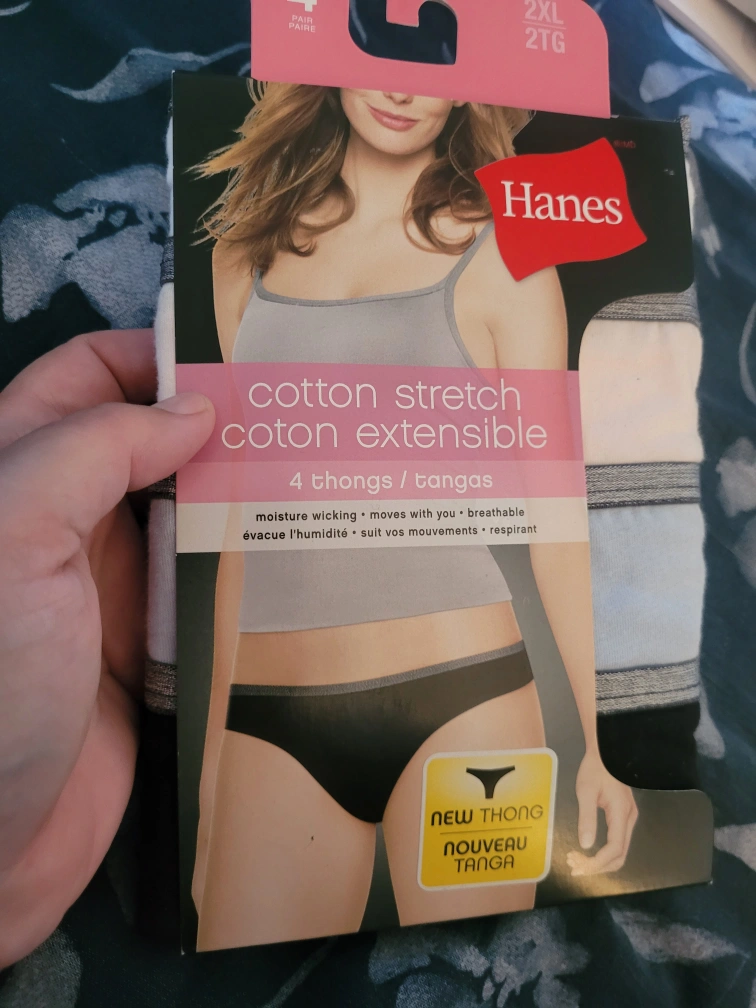 4
PAIR
PAIRE
2XL
2TG
Hanes
cotton stretch
coton extensible
4 thongs / tangas
moisture wicking • moves with you • breathable
évacue l'humidité • suit vos mouvements • respirant
NEW THONG
NOUVEAU
TANGA